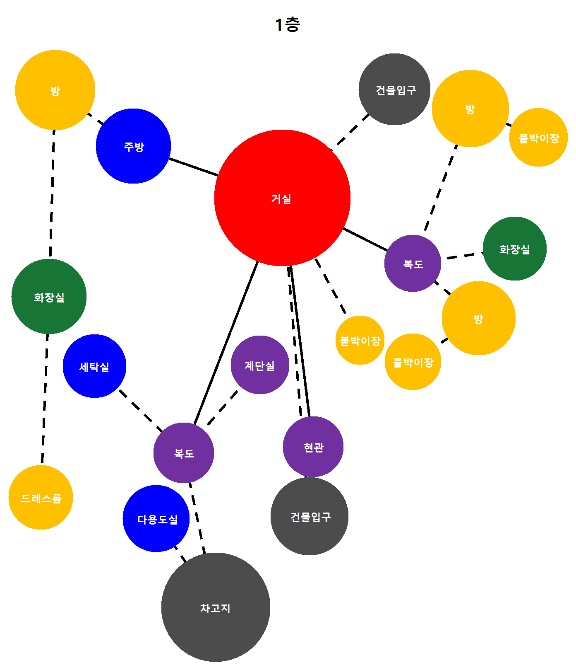 1층
방
건물입구
방
붙박이장
주방
거실
복도
화장실
화장실
방
붙박이장
붙박이장
세탁실
계단실
복도
현관
드레스룸
다용도실
건물입구
차고지